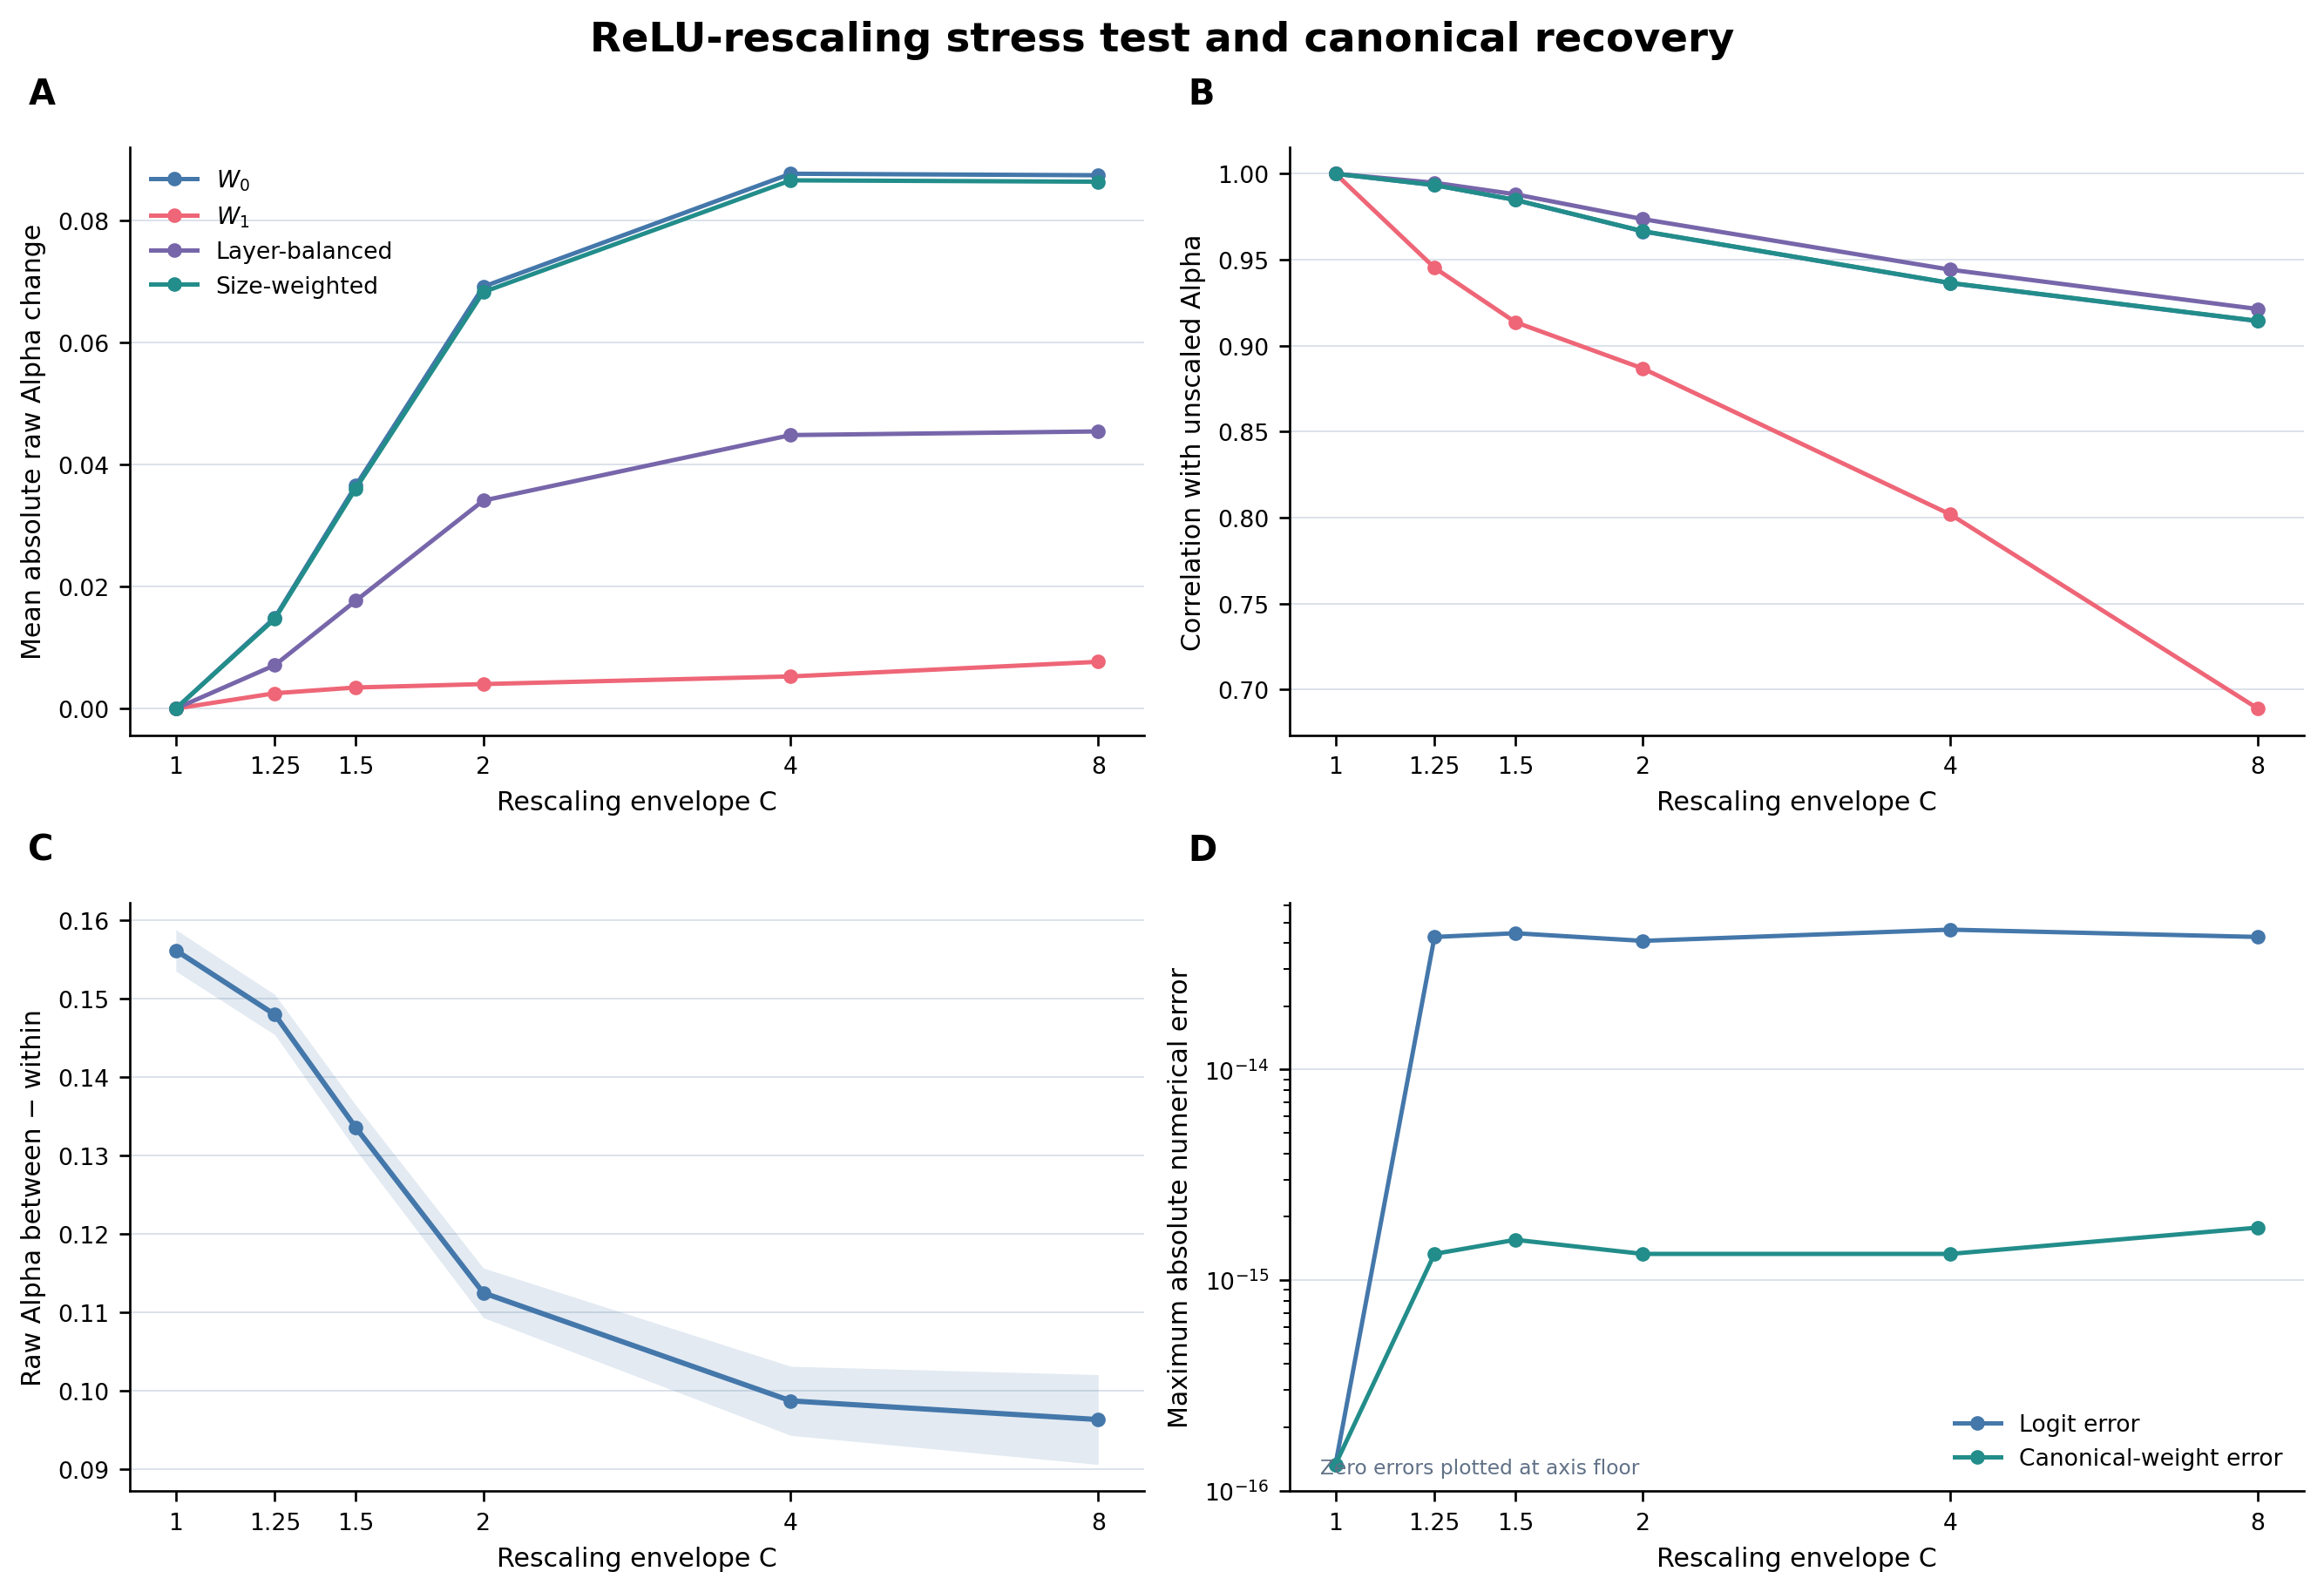 ReLU-rescaling stress test and canonical recovery
A
Mean absolute raw Alpha change
0.08
0.06
0.04
0.02
0.00
W₀
W₁
Layer-balanced
Size-weighted
1 1.25 1.5 2 4 8
Rescaling envelope C
B
Correlation with unscaled Alpha
1.00
0.95
0.90
0.85
0.80
0.75
0.70
1 1.25 1.5 2 4 8
Rescaling envelope C
C
Raw Alpha between − within
0.16
0.15
0.14
0.13
0.12
0.11
0.10
0.09
1 1.25 1.5 2 4 8
Rescaling envelope C
D
Maximum absolute numerical error
10⁻¹⁴
10⁻¹⁵
10⁻¹⁶
Logit error
Canonical-weight error
Zero errors plotted at axis floor
1 1.25 1.5 2 4 8
Rescaling envelope C